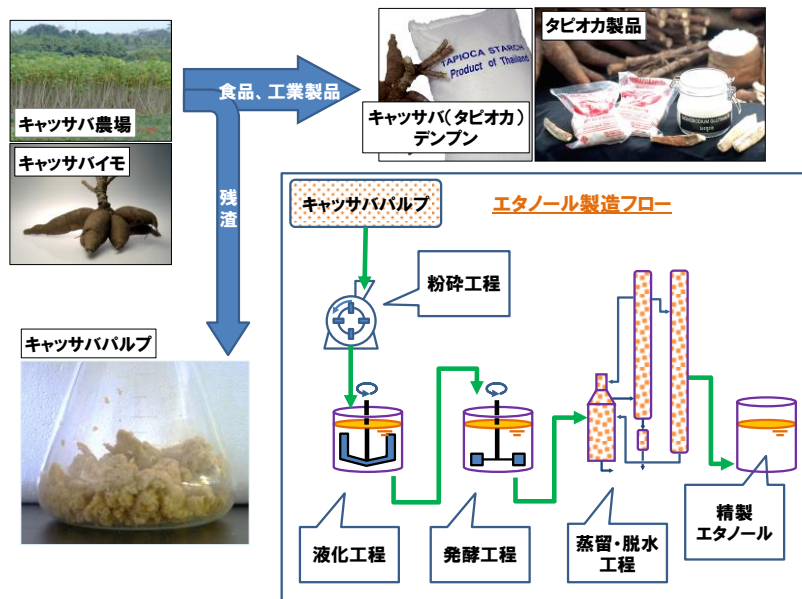 キャッサバ農場
キャッサバイモ
食品、工業製品
残渣
TAPIOCA STARCH
Product of Thailand
キャッサバ(タピオカ)
デンプン
タピオカ製品
MONOSODIUM GLUTAMATE
キャッサバパルプ
キャッサバパルプ
エタノール製造フロー
粉砕工程
液化工程
発酵工程
蒸留・脱水
工程
精製
エタノール